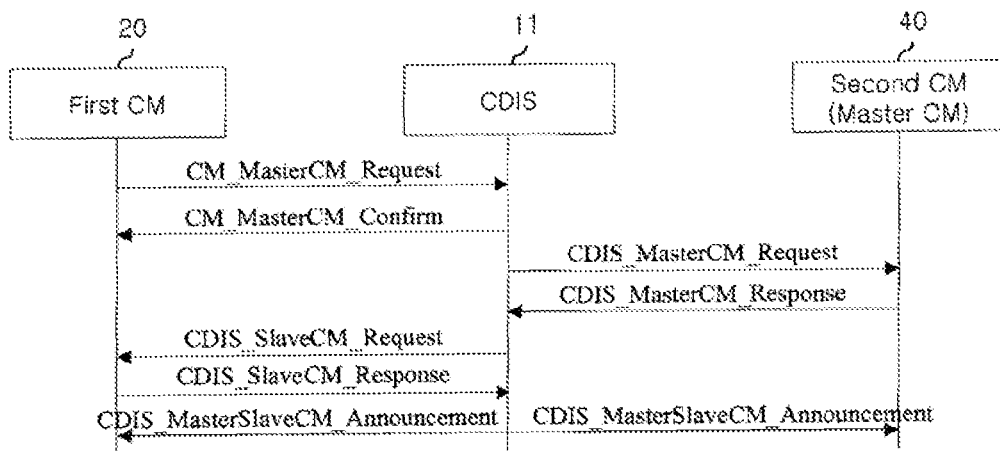 20
11
40
First CM
CDIS
Second CM
(Master CM)
CM_MasterCM_Request
CM_MasterCM_Confirm
CDIS_MasterCM_Request
CDIS_MasterCM_Response
CDIS_SlaveCM_Request
CDIS_SlaveCM_Response
CDIS_MasterSlaveCM_Announcement
CDIS_MasterSlaveCM_Announcement